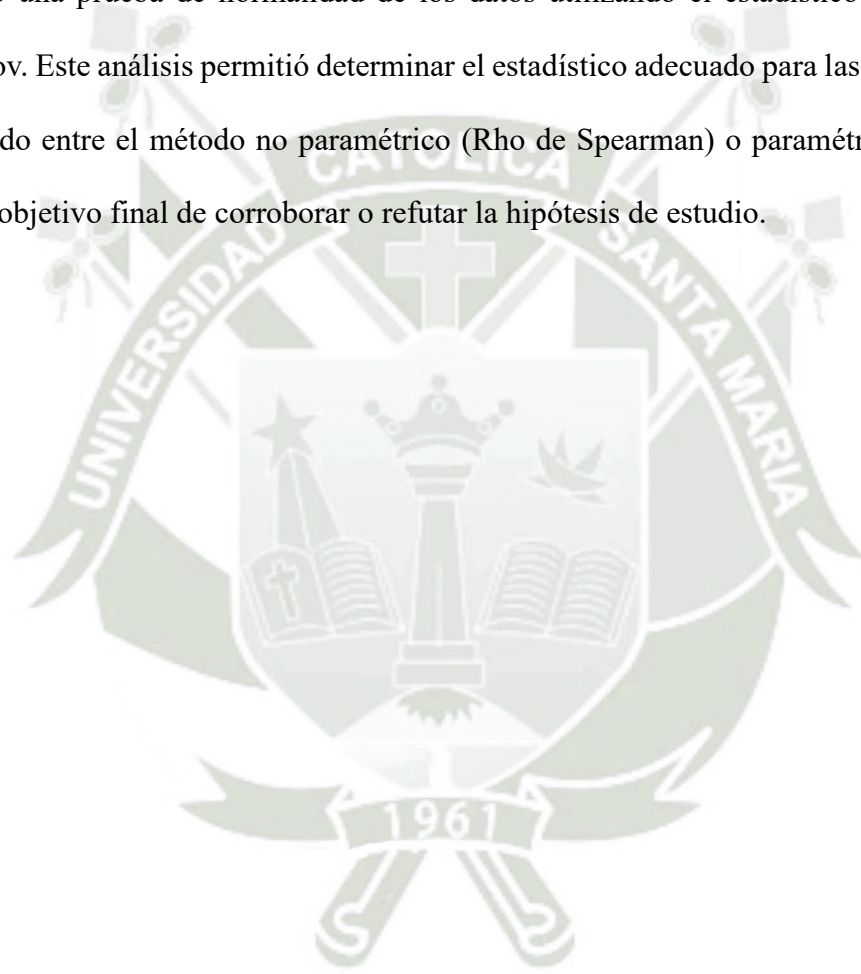 una prueba de normalidad de los datos utilizando el estadístico
ov. Este análisis permitió determinar el estadístico adecuado para las
do entre el método no paramétrico (Rho de Spearman) o paramétr
objetivo final de corroborar o refutar la hipótesis de estudio.
UNIVERSIDAD CATOLICA SANTA MARIA
1961